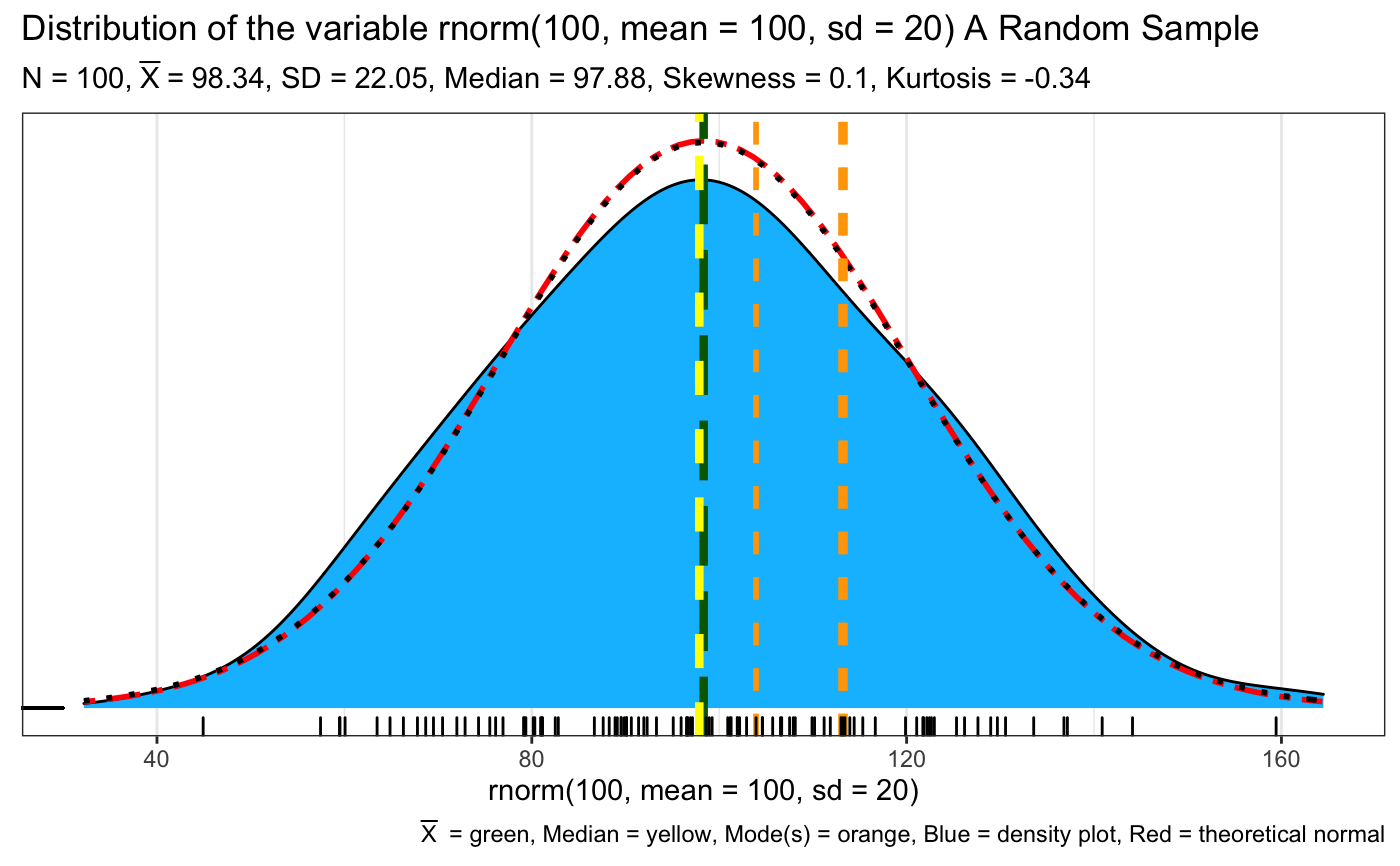 Distribution of the variable rnorm(100, mean = 100, sd = 20) A Random Sample
N = 100, X̅ = 98.34, SD = 22.05, Median = 97.88, Skewness = 0.1, Kurtosis = -0.34
40 80 120 160
rnorm(100, mean = 100, sd = 20)
X̅ = green, Median = yellow, Mode(s) = orange, Blue = density plot, Red = theoretical normal